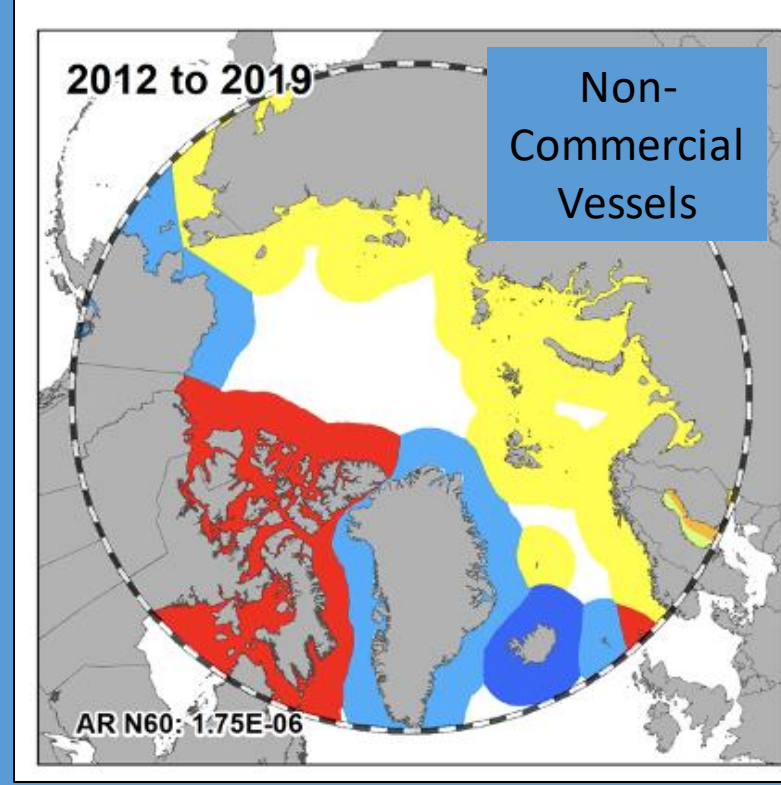 2012 to 2019
Non-
Commercial
Vessels
AR N60: 1.75E-06